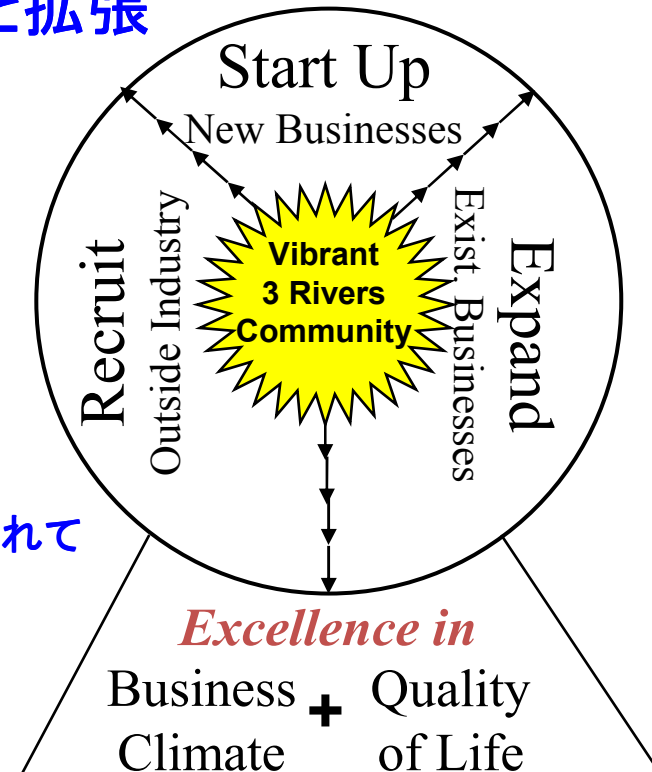 と拡張
Start Up
New Businesses
Recruit
Outside Industry
Vibrant
3 Rivers
Community
Exist. Businesses
Expand
れて
Excellence in
Business + Quality
Climate of Life